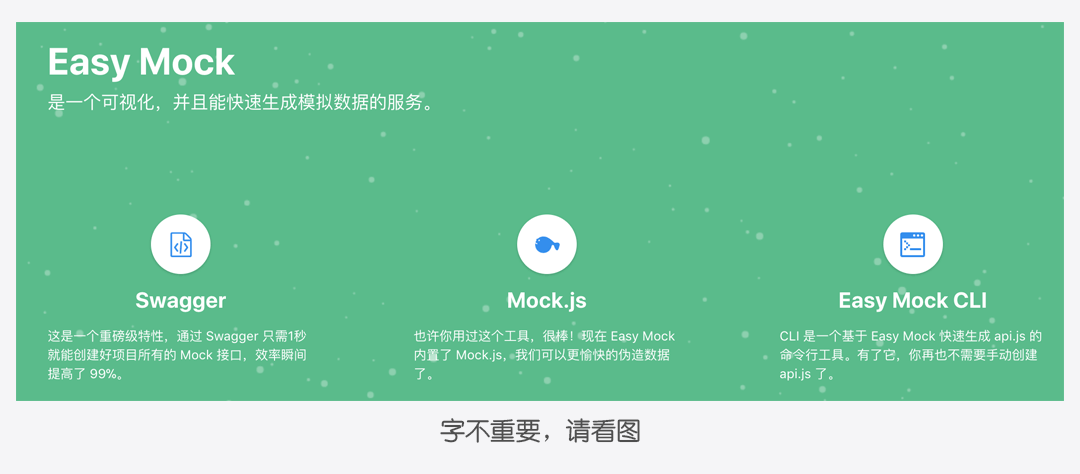 Easy Mock
是一个可视化，并且能快速生成模拟数据的服务。
Swagger
这是一个重磅级特性，通过 Swagger 只需1秒
就能创建好项目所有的 Mock 接口，效率瞬间
提高了 99%。
Mock.js
也许你用过这个工具，很棒！现在 Easy Mock
内置了 Mock.js，我们可以更愉快的伪造数据
了。
Easy Mock CLI
CLI 是一个基于 Easy Mock 快速生成 api.js 的
命令行工具。有了它，你再也不需要手动创建
api.js 了。
字不重要，请看图